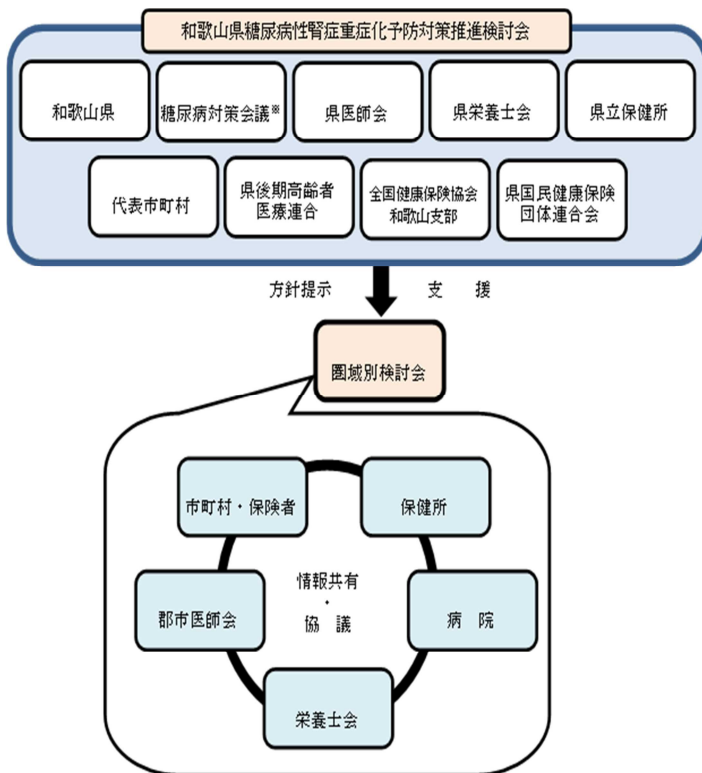 和歌山県糖尿病性腎症重症化予防対策推進検討会
和歌山県
糖尿病対策会議※
県医師会
県栄養士会
県立保健所
代表市町村
県後期高齢者
医療連合
全国健康保険協会
和歌山支部
県国民健康保険
団体連合会
方針提示
支　援
圏域別検討会
市町村・保険者
保健所
郡市医師会
情報共有
・
協　議
病　院
栄養士会